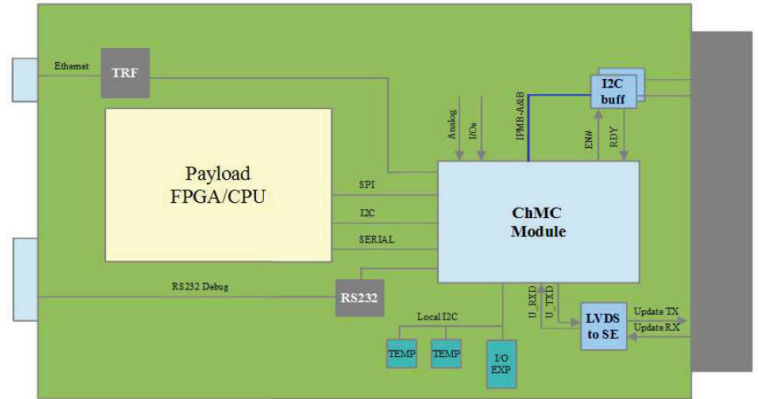 Ethernet
TRF
Payload
FPGA/CPU
SPI
I2C
SERIAL
Analog
I/Os
IPMB-A&B
EN#
RDY
I2C
buff
ChMC
Module
RS232 Debug
RS232
Local I2C
TEMP
TEMP
I/O
EXP
U_RXD
U_TXD
LVDS
to SE
Update TX
Update RX